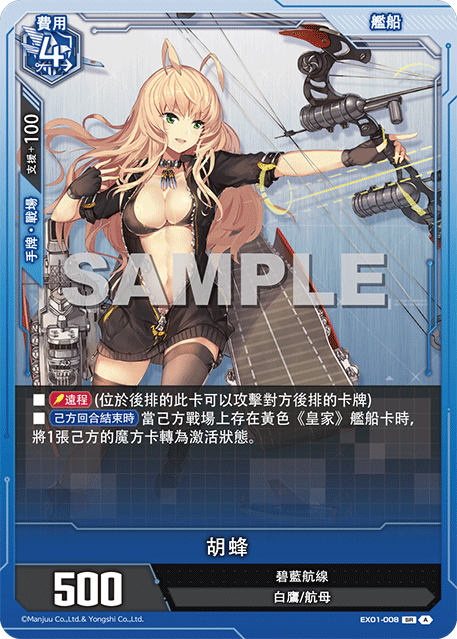 費用
艦船
4
支援+100
手牌・戰場
SAMPLE
■ 遠程 (位於後排的此卡可以攻擊對方後排的卡牌)
■ 己方回合結束時 當己方戰場上存在黃色《皇家》艦船卡時,
將1張己方的魔方卡轉為激活狀態。
胡蜂
500
碧藍航線
白鷹/航母
©Manjuu Co.,Ltd.& Yongshi Co.,Ltd.
EX01-008 SR A